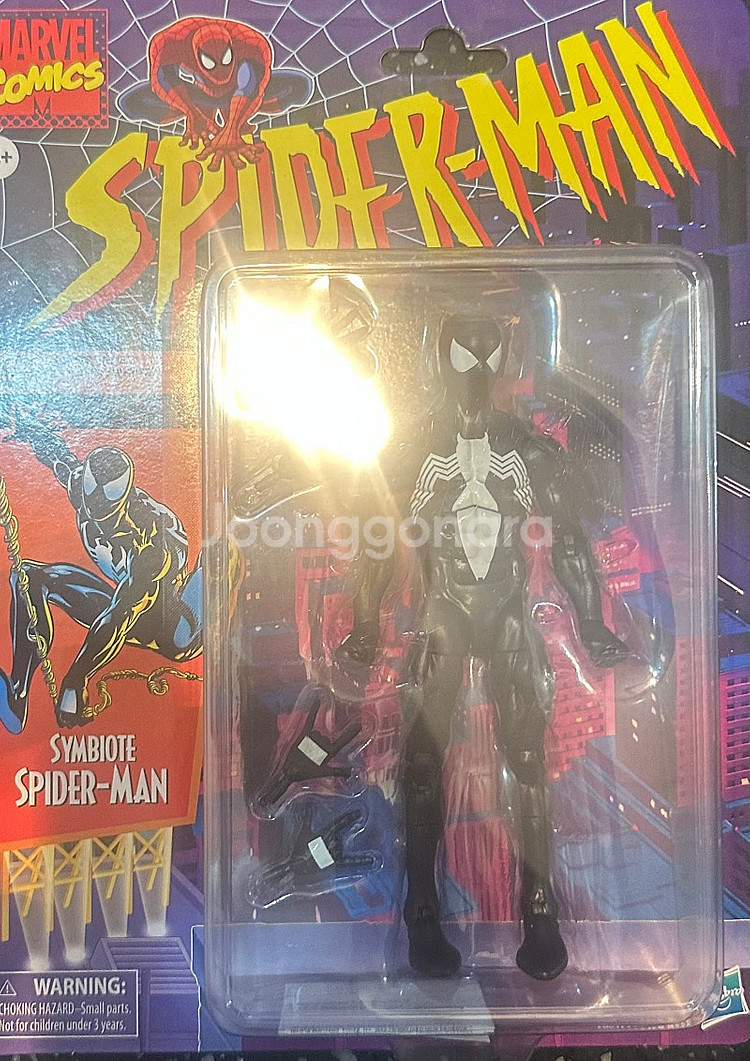 MARVEL
COMICS
M
SPIDER-MAN
Joonggonara
SYMBIOTE
SPIDER-MAN
WARNING:
CHOKING HAZARD–Small parts.
Not for children under 3 years.